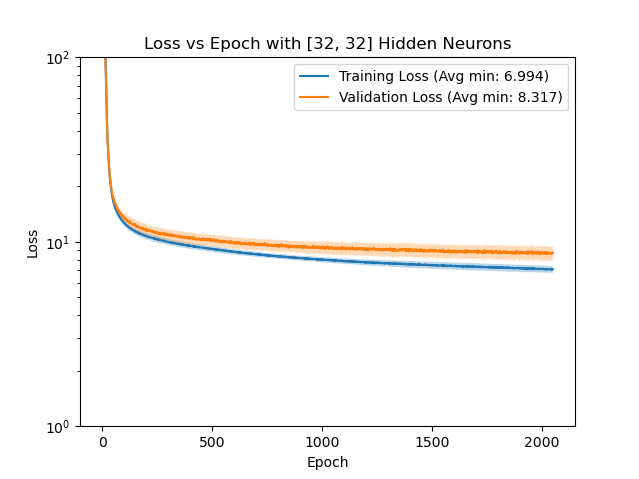 Loss vs Epoch with [32, 32] Hidden Neurons
Training Loss (Avg min: 6.994)
Validation Loss (Avg min: 8.317)
Loss
10²
10¹
10⁰
0 500 1000 1500 2000
Epoch